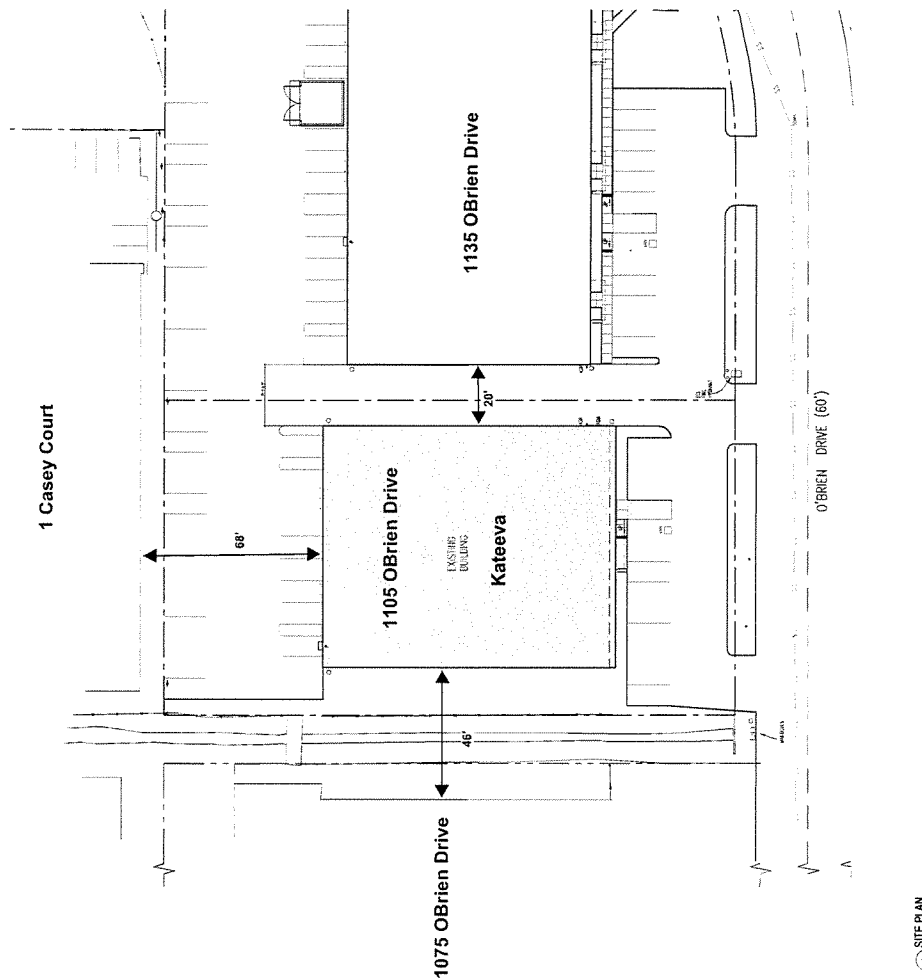 1 Casey Court
1135 OBrien Drive
68'
20'
1105 OBrien Drive
EXISTING
BUILDING
Kateeva
46'
1075 OBrien Drive
O'BRIEN DRIVE (60')
SITE PLAN